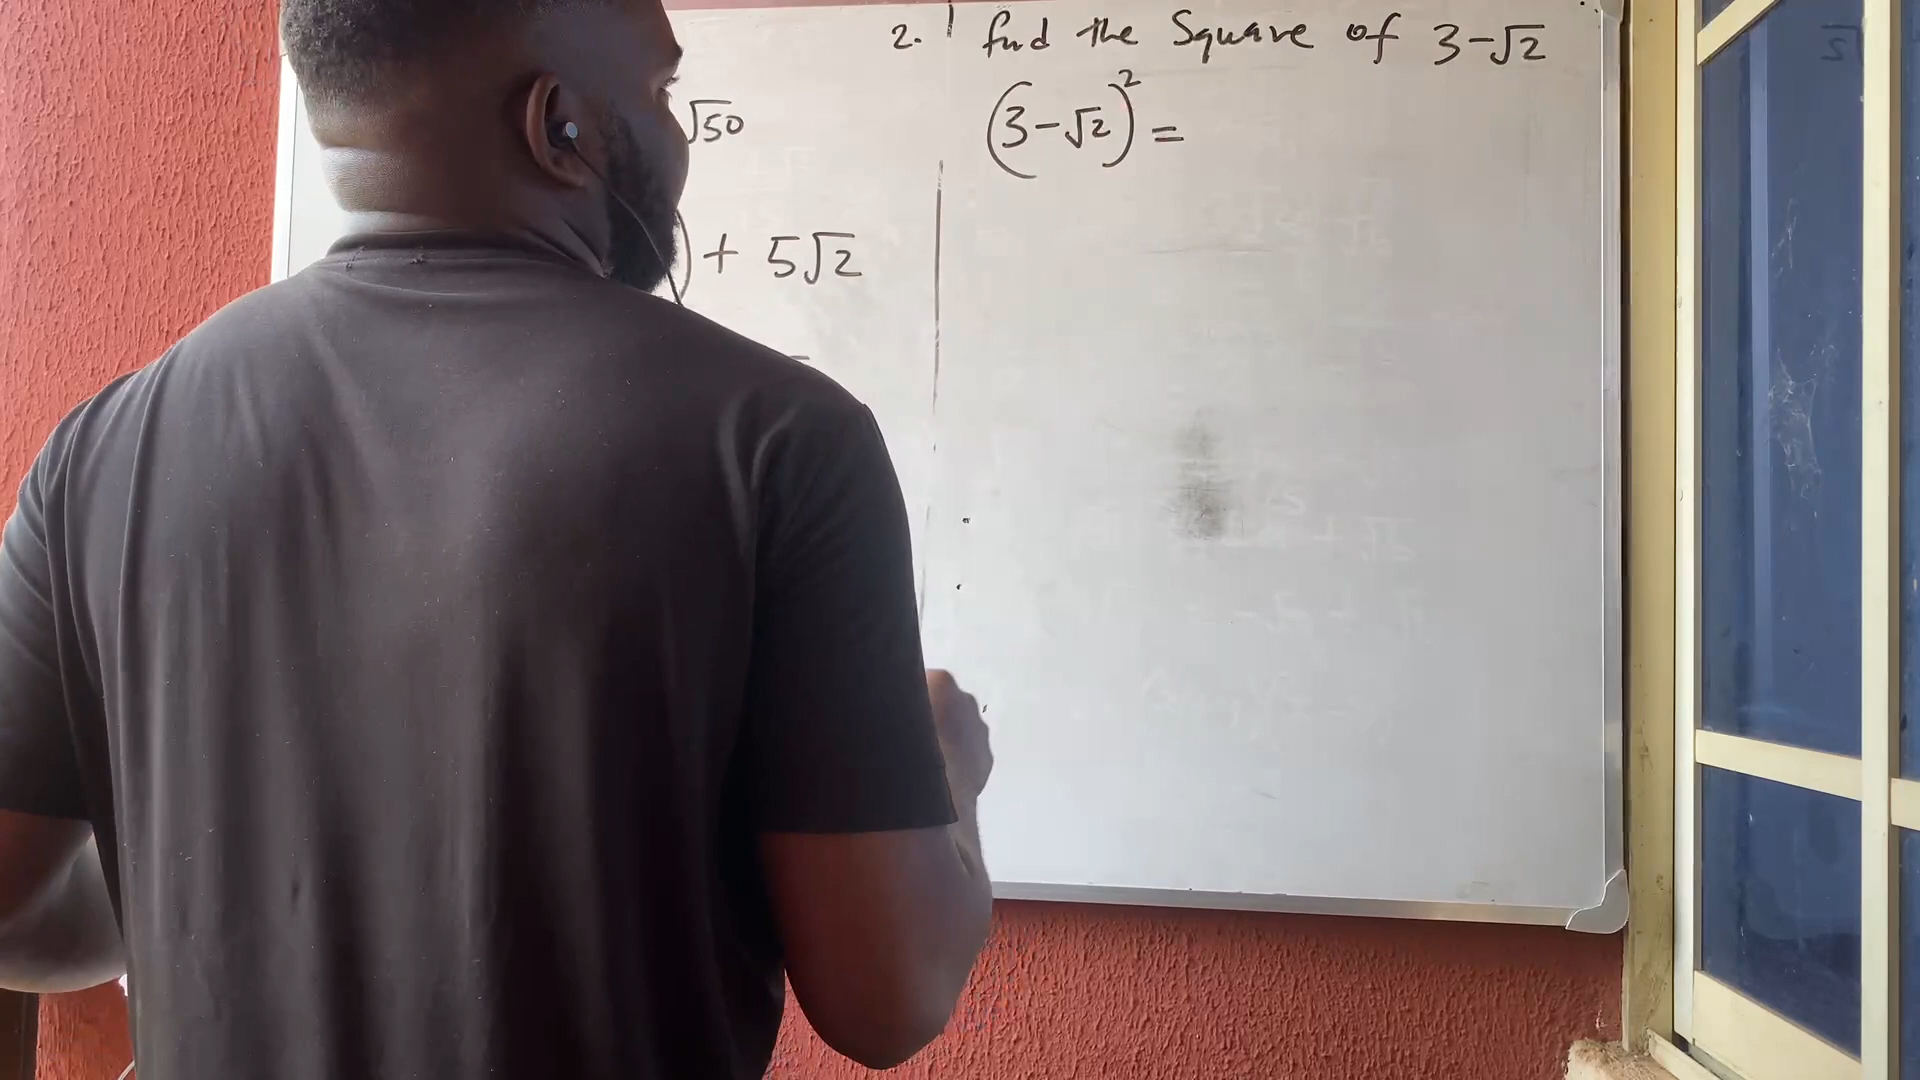 √50
) + 5√2
2. find the Square of 3-√2
(3-√2)² =